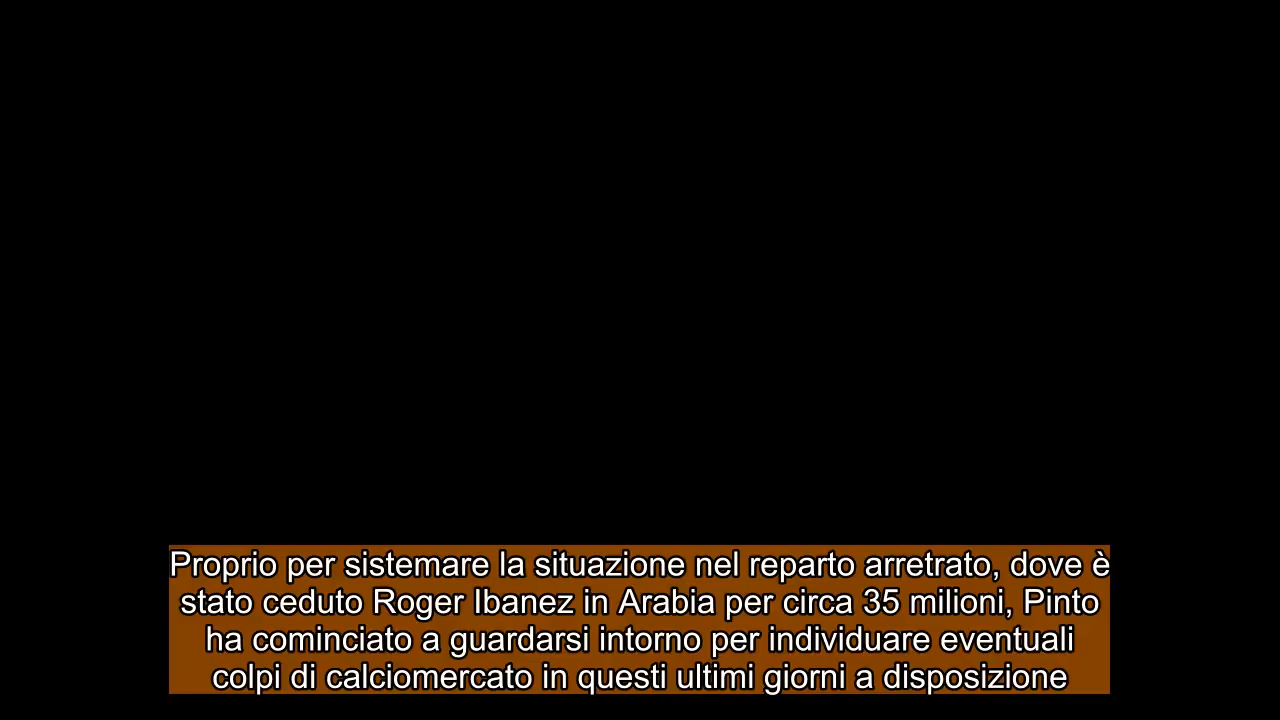 Proprio per sistemare la situazione nel reparto arretrato, dove è
stato ceduto Roger Ibanez in Arabia per circa 35 milioni, Pinto
ha cominciato a guardarsi intorno per individuare eventuali
colpi di calciomercato in questi ultimi giorni a disposizione